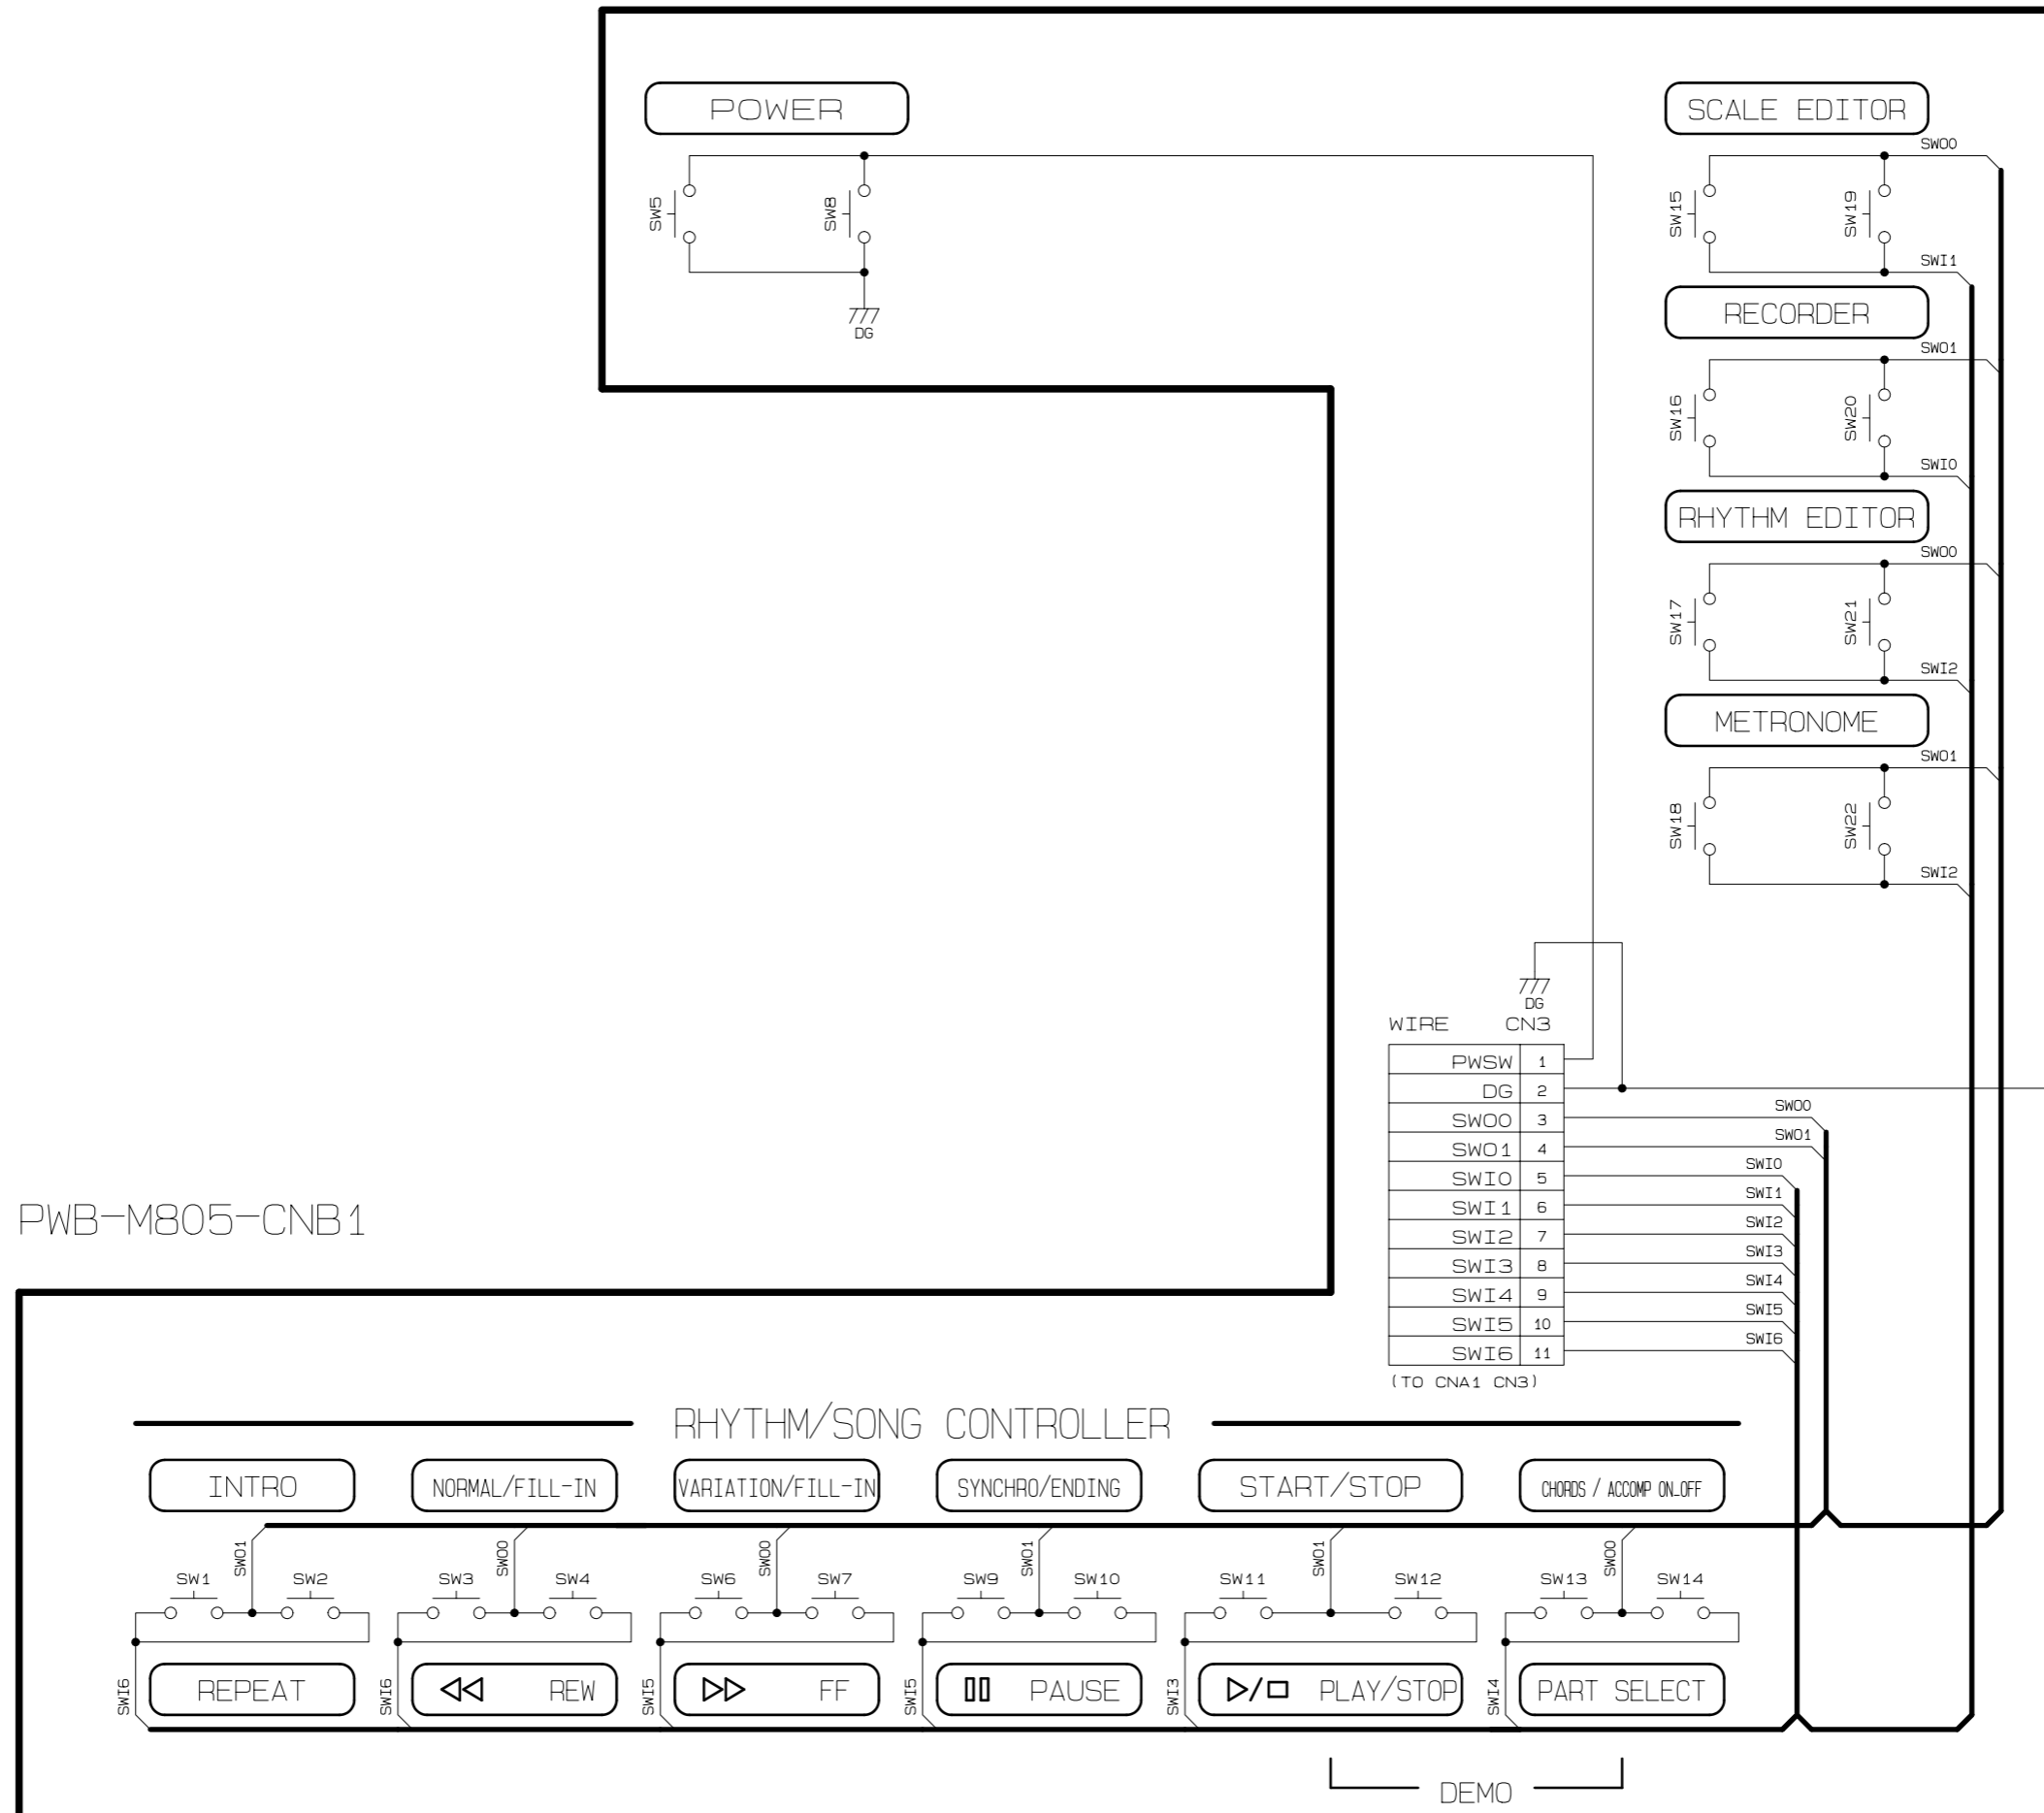 POWER
SCALE EDITOR
SWO0
SW5
SW8
SW15
SW19
SWI1
DG
RECORDER
SWO1
SW16
SW20
SWI0
RHYTHM EDITOR
SWO0
SW17
SW21
SWI2
METRONOME
SWO1
SW18
SW22
SWI2
DG
WIRE CN3
PWSW 1
DG 2
SWO0 3 SWO0
SWO1 4 SWO1
SWI0 5 SWI0
SWI1 6 SWI1
SWI2 7 SWI2
SWI3 8 SWI3
SWI4 9 SWI4
SWI5 10 SWI5
SWI6 11 SWI6
(TO CNA1 CN3)
PWB-M805-CNB1
RHYTHM/SONG CONTROLLER
INTRO NORMAL/FILL-IN VARIATION/FILL-IN SYNCHRO/ENDING START/STOP CHORDS / ACCOMP ON_OFF
SWO1 SWO0 SWO0 SWO1 SWO1 SWO0
SW1 SW2 SW3 SW4 SW6 SW7 SW9 SW10 SW11 SW12 SW13 SW14
SWI6 SWI6 SWI5 SWI5 SWI3 SWI4
REPEAT REW FF PAUSE PLAY/STOP PART SELECT
DEMO